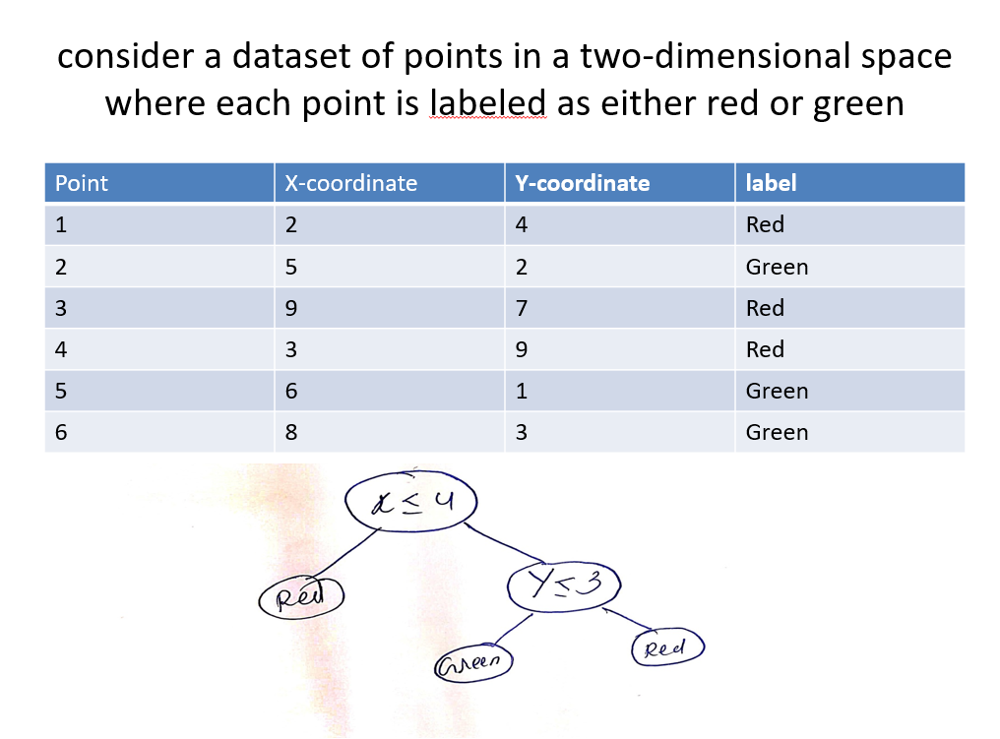 consider a dataset of points in a two-dimensional space
where each point is labeled as either red or green
Point X-coordinate Y-coordinate label
1 2 4 Red
2 5 2 Green
3 9 7 Red
4 3 9 Red
5 6 1 Green
6 8 3 Green
x ≤ 4
Red
Y ≤ 3
Green
Red